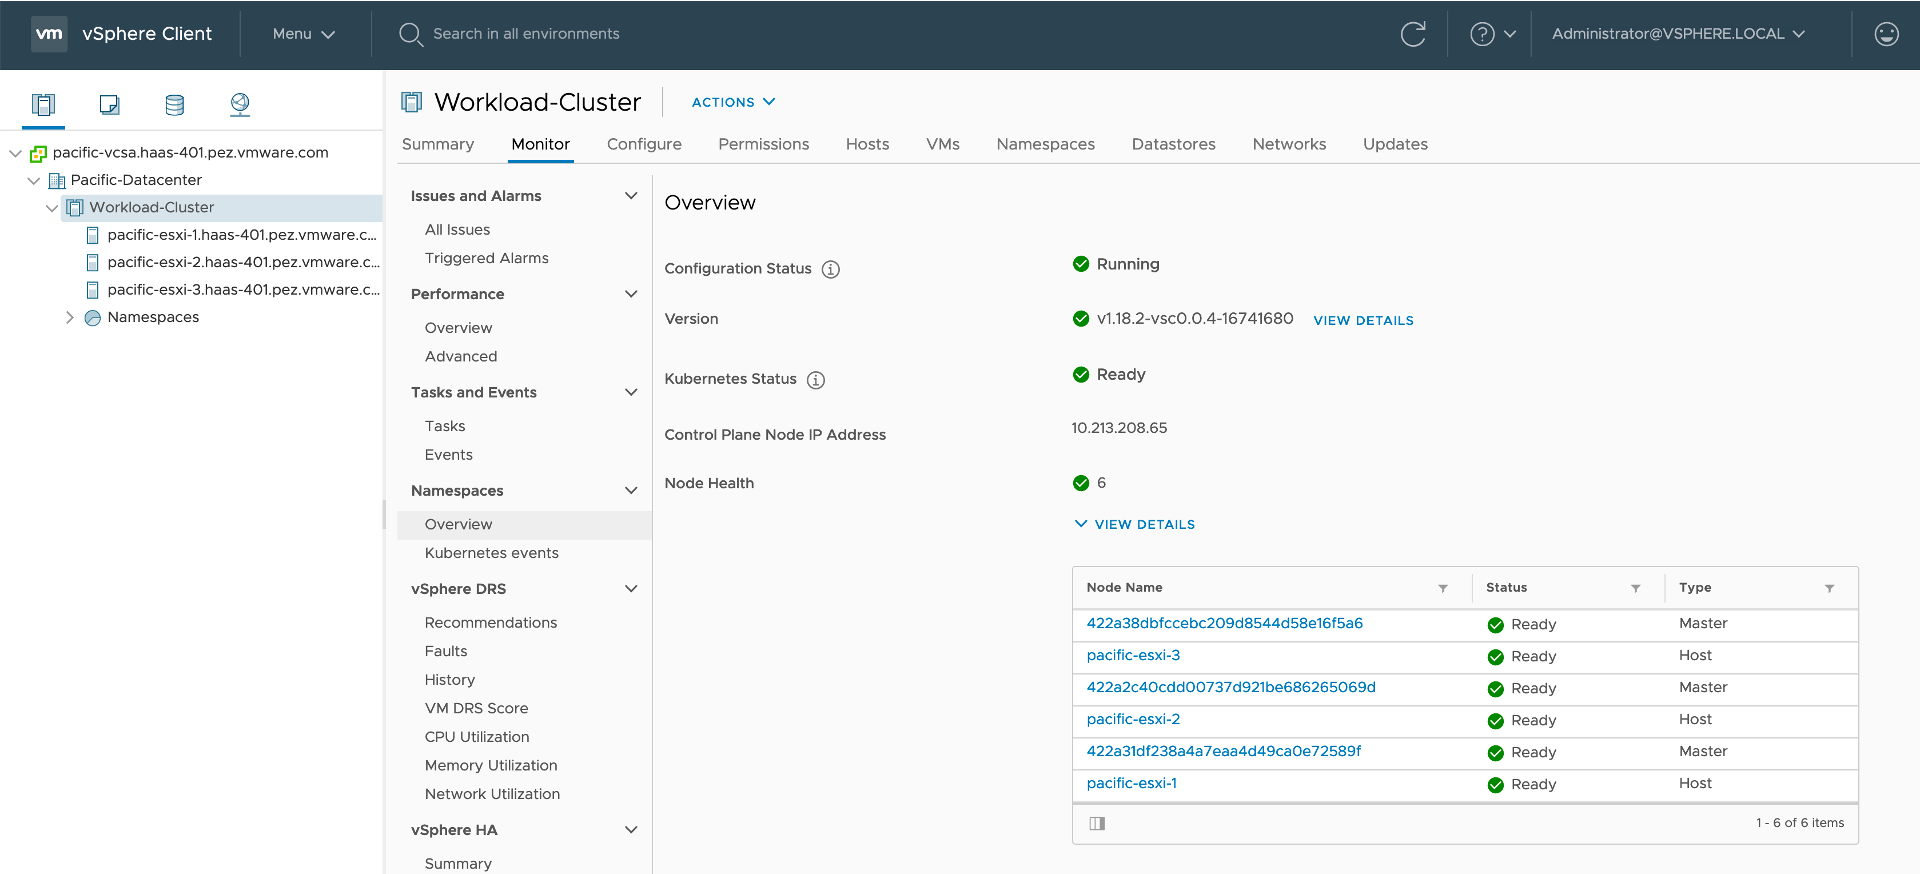 vm vSphere Client Menu Search in all environments ? Administrator@VSPHERE.LOCAL
pacific-vcsa.haas-401.pez.vmware.com
Pacific-Datacenter
Workload-Cluster
pacific-esxi-1.haas-401.pez.vmware.c...
pacific-esxi-2.haas-401.pez.vmware.c...
pacific-esxi-3.haas-401.pez.vmware.c...
Namespaces
Workload-Cluster ACTIONS
Summary Monitor Configure Permissions Hosts VMs Namespaces Datastores Networks Updates
Issues and Alarms
All Issues
Triggered Alarms
Performance
Overview
Advanced
Tasks and Events
Tasks
Events
Namespaces
Overview
Kubernetes events
vSphere DRS
Recommendations
Faults
History
VM DRS Score
CPU Utilization
Memory Utilization
Network Utilization
vSphere HA
Summary
Overview
Configuration Status i Running
Version v1.18.2-vsc0.0.4-16741680 VIEW DETAILS
Kubernetes Status i Ready
Control Plane Node IP Address 10.213.208.65
Node Health 6
VIEW DETAILS
Node Name Status Type
422a38dbfccebc209d8544d58e16f5a6 Ready Master
pacific-esxi-3 Ready Host
422a2c40cdd00737d921be686265069d Ready Master
pacific-esxi-2 Ready Host
422a31df238a4a7eaa4d49ca0e72589f Ready Master
pacific-esxi-1 Ready Host
1 - 6 of 6 items